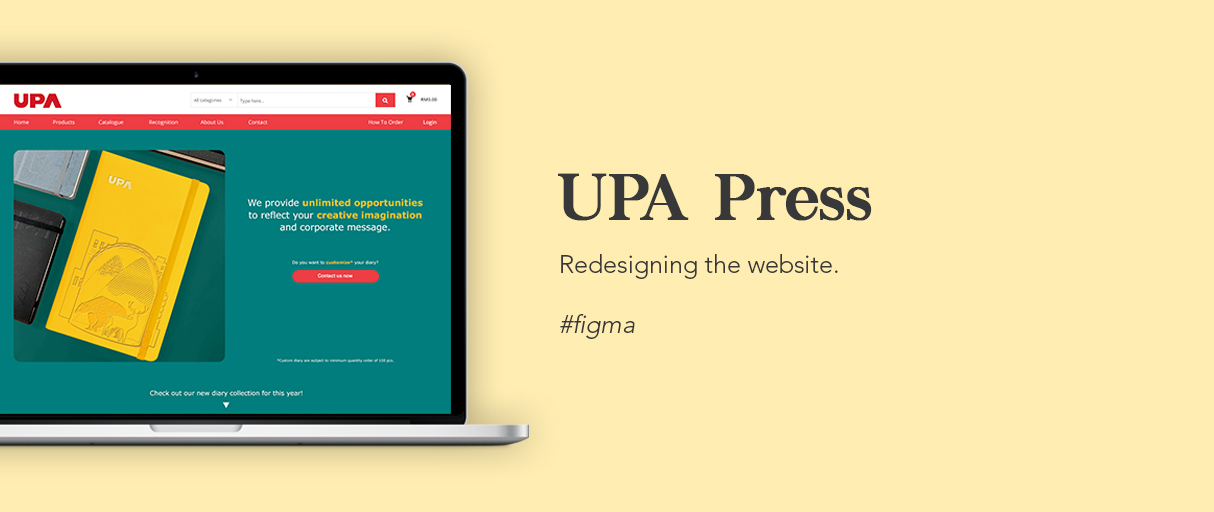 UPA
All categories
Type here...
0
RM0.00
Home Products Catalogue Recognition About Us Contact How To Order Login
UPA
We provide unlimited opportunities
to reflect your creative imagination
and corporate message.
Do you want to customize* your diary?
Contact us now
*Custom diary are subject to minimum quantity order of 100 pcs.
Check out our new diary collection for this year!
UPA Press
Redesigning the website.
#figma